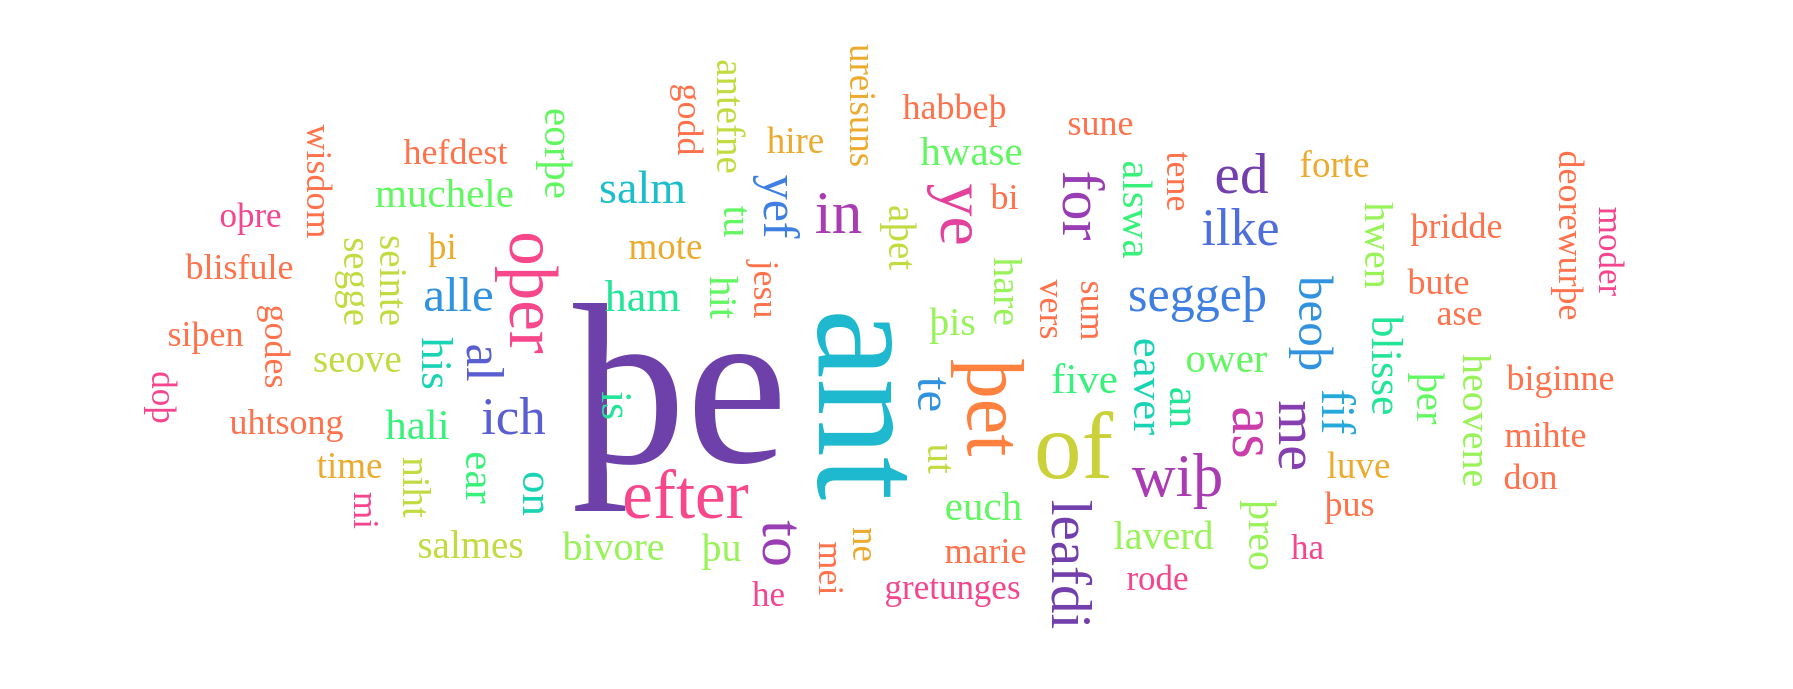 ureisuns
antefne
godd
habbeþ
sune
hire
eorþe
wisdom
hefdest
hwase
forte
tene
ed
deorewurþe
muchele
salm
yef
ye
bi
for
alswa
ilke
hwen
þridde
moder
oþre
tu
in
aþet
segge
seinte
þi
oþer
mote
blisfule
alle
ham
hit
jesu
hare
vers
sum
seggeþ
beoþ
bute
ase
siþen
godes
seove
his
al
þe
ant
þis
þet
five
eaver
ower
blisse
þer
heovene
biginne
doþ
uhtsong
hali
ich
is
te
of
an
as
me
fif
mihte
time
niht
ear
on
efter
ut
wiþ
luve
don
mi
euch
þus
salmes
bivore
þu
to
mei
ne
marie
leafdi
laverd
þreo
ha
he
gretunges
rode